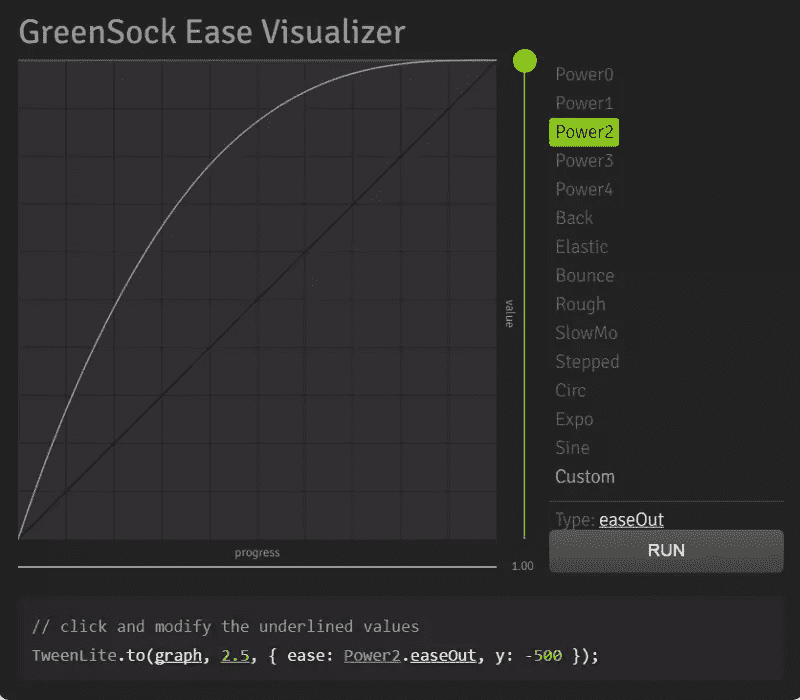 GreenSock Ease Visualizer
Power0
Power1
Power2
Power3
Power4
Back
Elastic
Bounce
Rough
SlowMo
Stepped
Circ
Expo
Sine
Custom
value
Type: easeOut
progress
1.00
RUN
// click and modify the underlined values
TweenLite.to(graph, 2.5, { ease: Power2.easeOut, y: -500 });